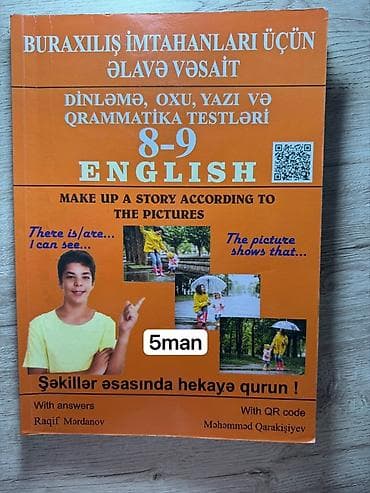 BURAXILIŞ İMTAHANLARI ÜÇÜN
ƏLAVƏ VƏSAİT
DİNLƏMƏ, OXU, YAZI VƏ
QRAMMATİKA TESTLƏRİ
8-9
ENGLISH
MAKE UP A STORY ACCORDING TO
THE PICTURES
There is/are...
I can see...
The picture
shows that...
5man
Şəkillər əsasında hekayə qurun !
With answers
Raqif Mərdanov
With QR code
Məhəmməd Qarakişiyev